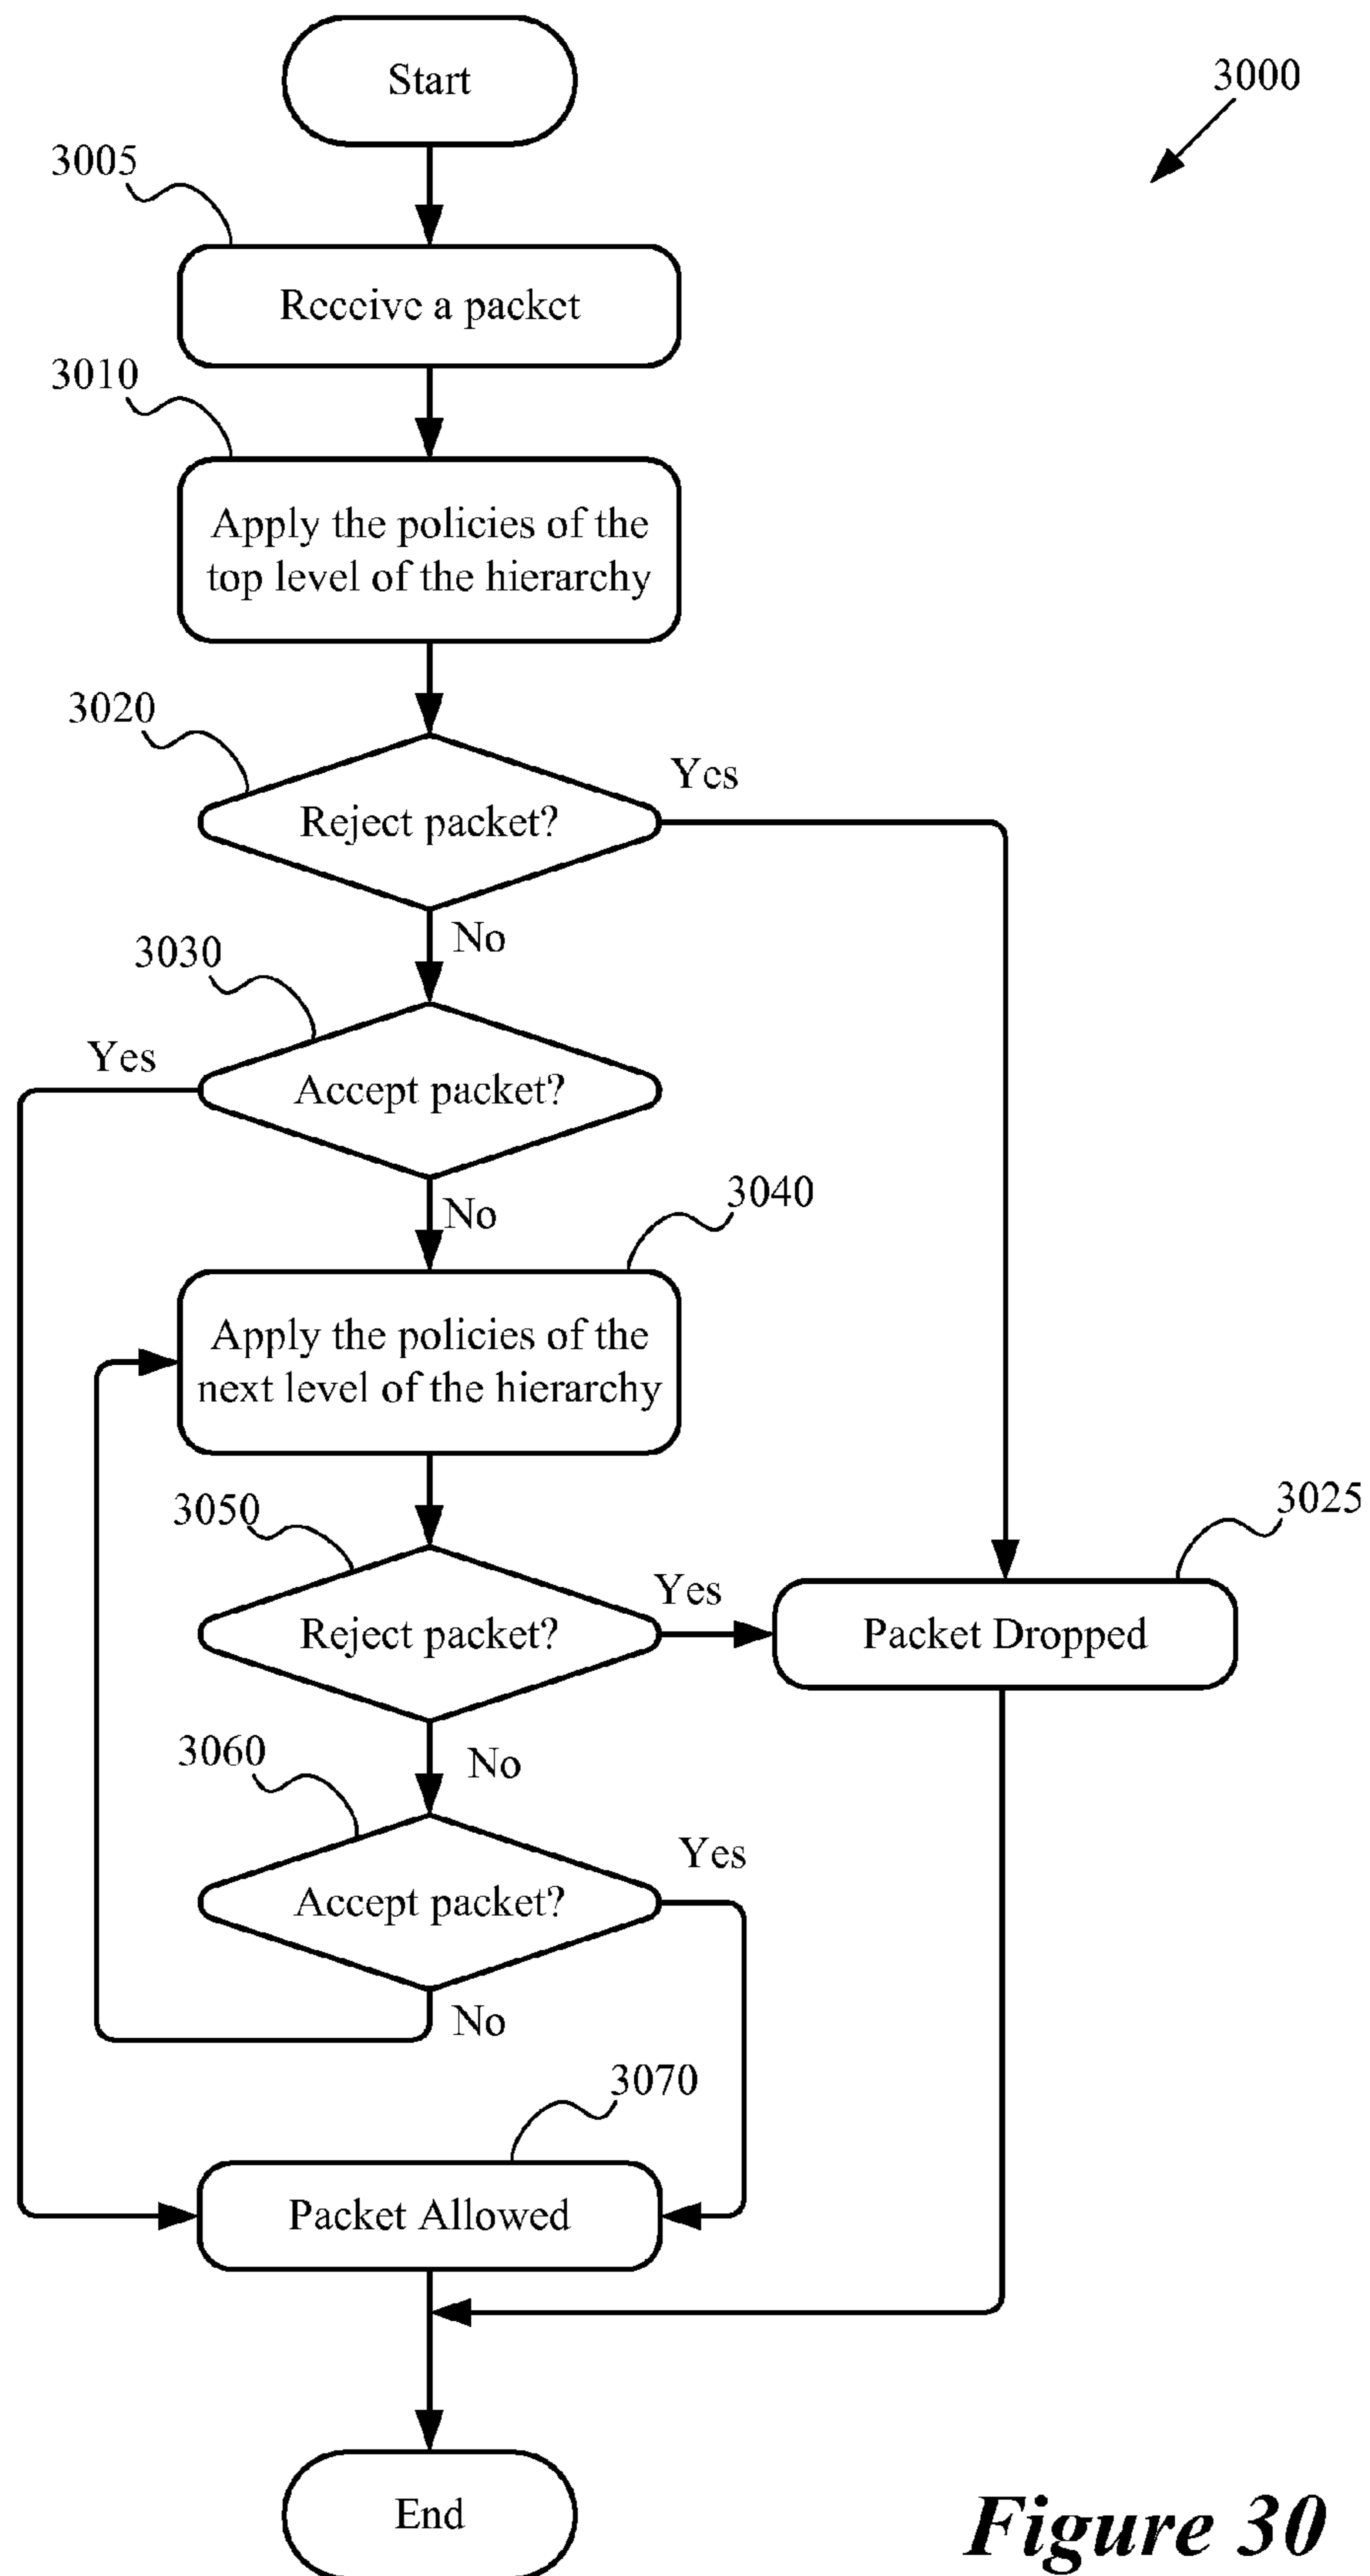 Start
3000
3005
Receive a packet
3010
Apply the policies of the
top level of the hierarchy
3020
Reject packet?
Yes
No
3030
Accept packet?
Yes
No
3040
Apply the policies of the
next level of the hierarchy
3050
Reject packet?
Yes
3025
Packet Dropped
No
3060
Accept packet?
Yes
No
3070
Packet Allowed
End
Figure 30